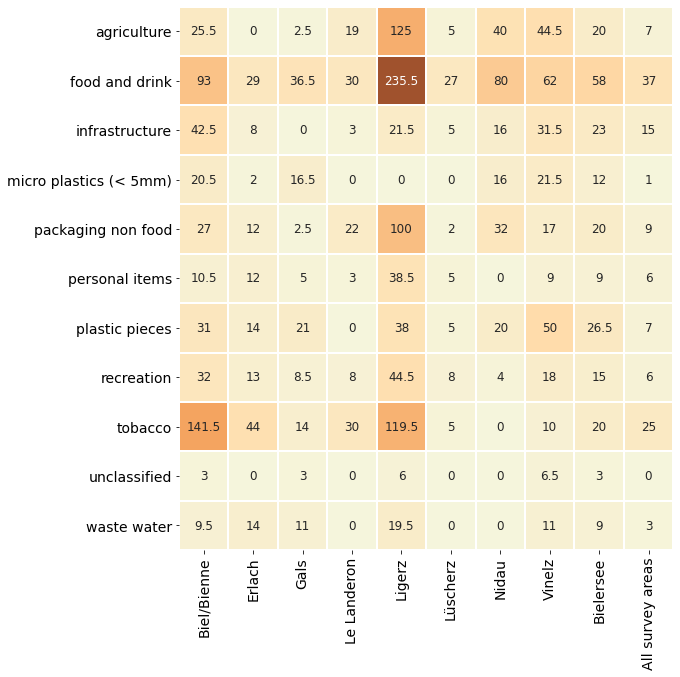 agriculture 25.5 0 2.5 19 125 5 40 44.5 20 7
food and drink 93 29 36.5 30 235.5 27 80 62 58 37
infrastructure 42.5 8 0 3 21.5 5 16 31.5 23 15
micro plastics (< 5mm) 20.5 2 16.5 0 0 0 16 21.5 12 1
packaging non food 27 12 2.5 22 100 2 32 17 20 9
personal items 10.5 12 5 3 38.5 5 0 9 9 6
plastic pieces 31 14 21 0 38 5 20 50 26.5 7
recreation 32 13 8.5 8 44.5 8 4 18 15 6
tobacco 141.5 44 14 30 119.5 5 0 10 20 25
unclassified 3 0 3 0 6 0 0 6.5 3 0
waste water 9.5 14 11 0 19.5 0 0 11 9 3
Biel/Bienne
Erlach
Gals
Le Landeron
Ligerz
Lüscherz
Nidau
Vinelz
Bielersee
All survey areas